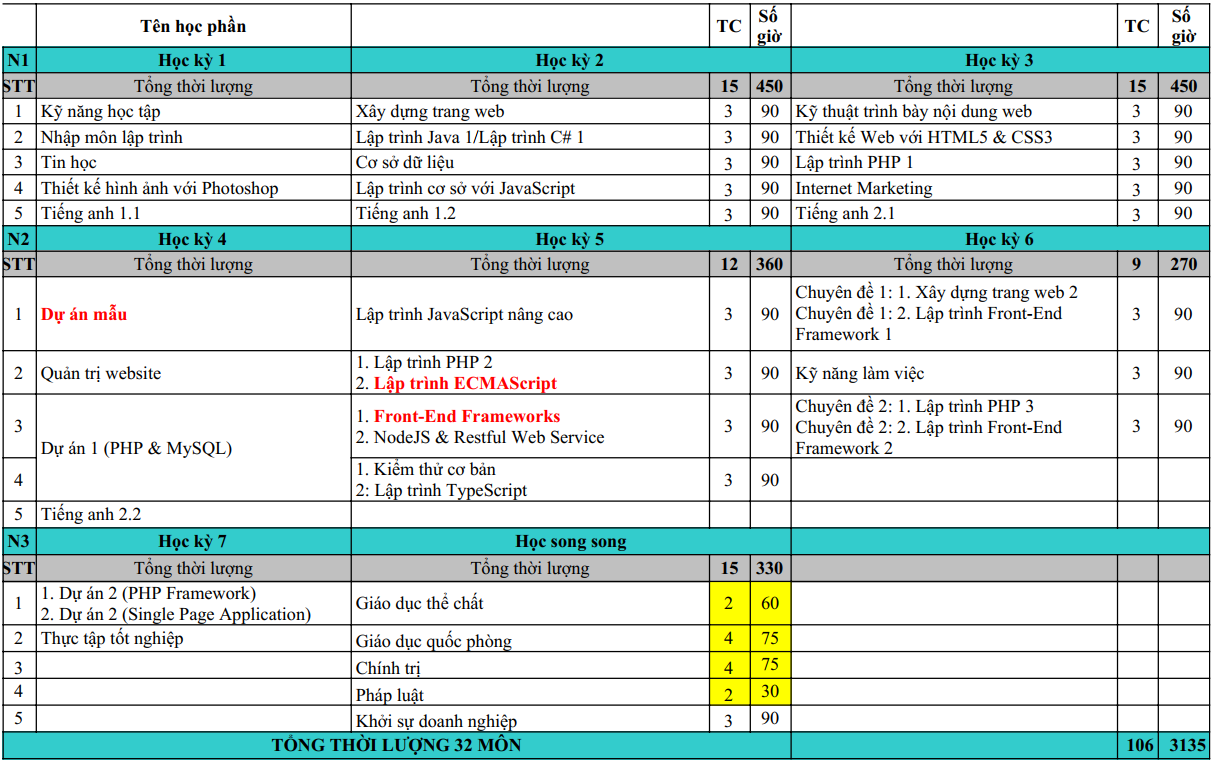 Tên học phần TC Số giờ TC Số giờ
N1 Học kỳ 1 Học kỳ 2 Học kỳ 3
STT Tổng thời lượng Tổng thời lượng 15 450 Tổng thời lượng 15 450
1 Kỹ năng học tập Xây dựng trang web 3 90 Kỹ thuật trình bày nội dung web 3 90
2 Nhập môn lập trình Lập trình Java 1/Lập trình C# 1 3 90 Thiết kế Web với HTML5 & CSS3 3 90
3 Tin học Cơ sở dữ liệu 3 90 Lập trình PHP 1 3 90
4 Thiết kế hình ảnh với Photoshop Lập trình cơ sở với JavaScript 3 90 Internet Marketing 3 90
5 Tiếng anh 1.1 Tiếng anh 1.2 3 90 Tiếng anh 2.1 3 90
N2 Học kỳ 4 Học kỳ 5 Học kỳ 6
STT Tổng thời lượng Tổng thời lượng 12 360 Tổng thời lượng 9 270
1 Dự án mẫu Lập trình JavaScript nâng cao 3 90 Chuyên đề 1: 1. Xây dựng trang web 2
Chuyên đề 1: 2. Lập trình Front-End
Framework 1 3 90
2 Quản trị website 1. Lập trình PHP 2
2. Lập trình ECMAScript 3 90 Kỹ năng làm việc 3 90
3 Dự án 1 (PHP & MySQL) 1. Front-End Frameworks
2. NodeJS & Restful Web Service 3 90 Chuyên đề 2: 1. Lập trình PHP 3
Chuyên đề 2: 2. Lập trình Front-End
Framework 2 3 90
4 1. Kiểm thử cơ bản
2: Lập trình TypeScript 3 90
5 Tiếng anh 2.2
N3 Học kỳ 7 Học song song
STT Tổng thời lượng Tổng thời lượng 15 330
1 1. Dự án 2 (PHP Framework)
2. Dự án 2 (Single Page Application) Giáo dục thể chất 2 60
2 Thực tập tốt nghiệp Giáo dục quốc phòng 4 75
3 Chính trị 4 75
4 Pháp luật 2 30
5 Khởi sự doanh nghiệp 3 90
TỔNG THỜI LƯỢNG 32 MÔN 106 3135